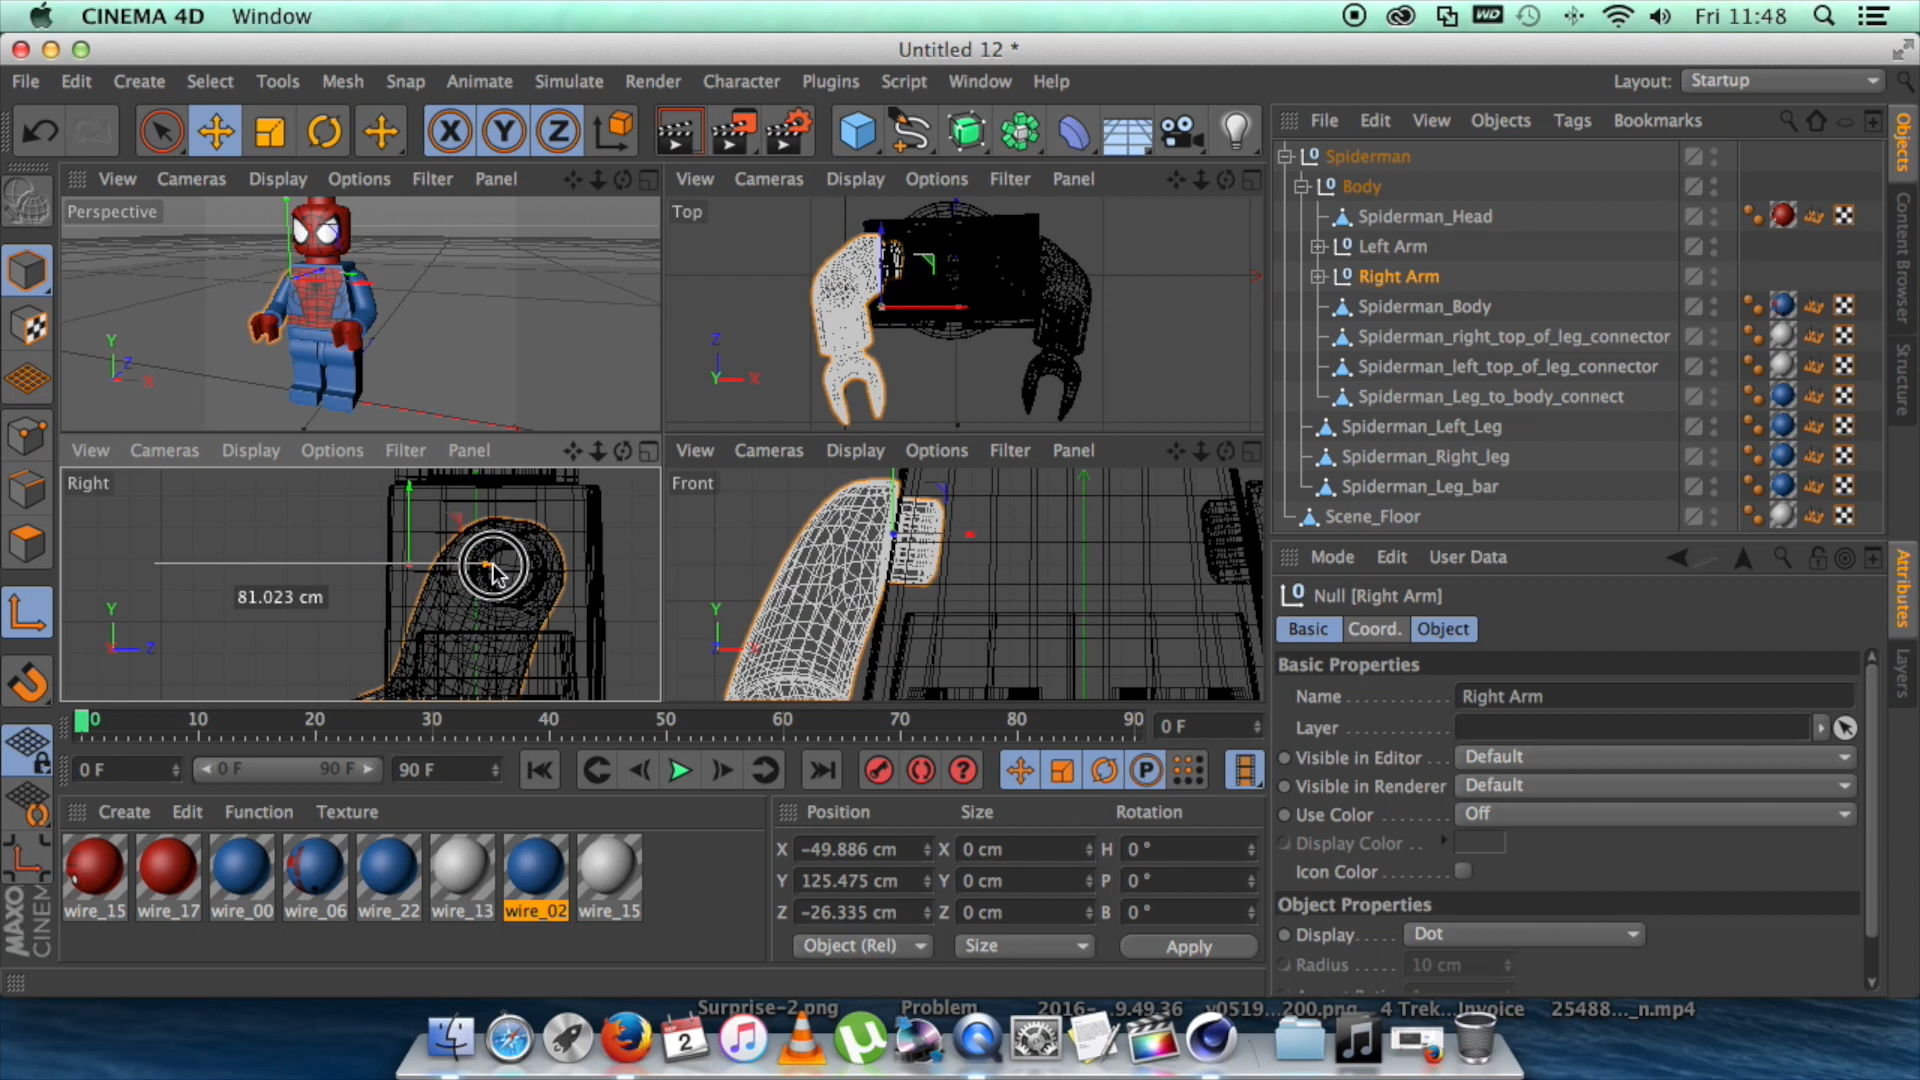 CINEMA 4D Window
Fri 11:48
Untitled 12 *
File Edit Create Select Tools Mesh Snap Animate Simulate Render Character Plugins Script Window Help
Layout: Startup
X Y Z
File Edit View Objects Tags Bookmarks
Objects
Content Browser
Structure
Attributes
Layers
View Cameras Display Options Filter Panel
Perspective
Y
Z
X
View Cameras Display Options Filter Panel
Top
Z
Y X
View Cameras Display Options Filter Panel
Right
81.023 cm
Y
X Z
View Cameras Display Options Filter Panel
Front
Y
Z X
Spiderman
Body
Spiderman_Head
Left Arm
Right Arm
Spiderman_Body
Spiderman_right_top_of_leg_connector
Spiderman_left_top_of_leg_connector
Spiderman_Leg_to_body_connect
Spiderman_Left_Leg
Spiderman_Right_leg
Spiderman_Leg_bar
Scene_Floor
Mode Edit User Data
Null [Right Arm]
Basic Coord. Object
Basic Properties
Name Right Arm
Layer
Visible in Editor Default
Visible in Renderer Default
Use Color Off
Display Color
Icon Color
Object Properties
Display Dot
Radius 10 cm
0 10 20 30 40 50 60 70 80 90 0 F
0 F 0 F 90 F 90 F
P
Create Edit Function Texture
wire_15 wire_17 wire_00 wire_06 wire_22 wire_13 wire_02 wire_15
Position Size Rotation
X -49.886 cm X 0 cm H 0 °
Y 125.475 cm Y 0 cm P 0 °
Z -26.335 cm Z 0 cm B 0 °
Object (Rel) Size Apply
MAXO
CINEM
Surprise-2.png Problem 2016-...9.49.36 v0519...200.png 4 Trek...Invoice 25488..._n.mp4
2